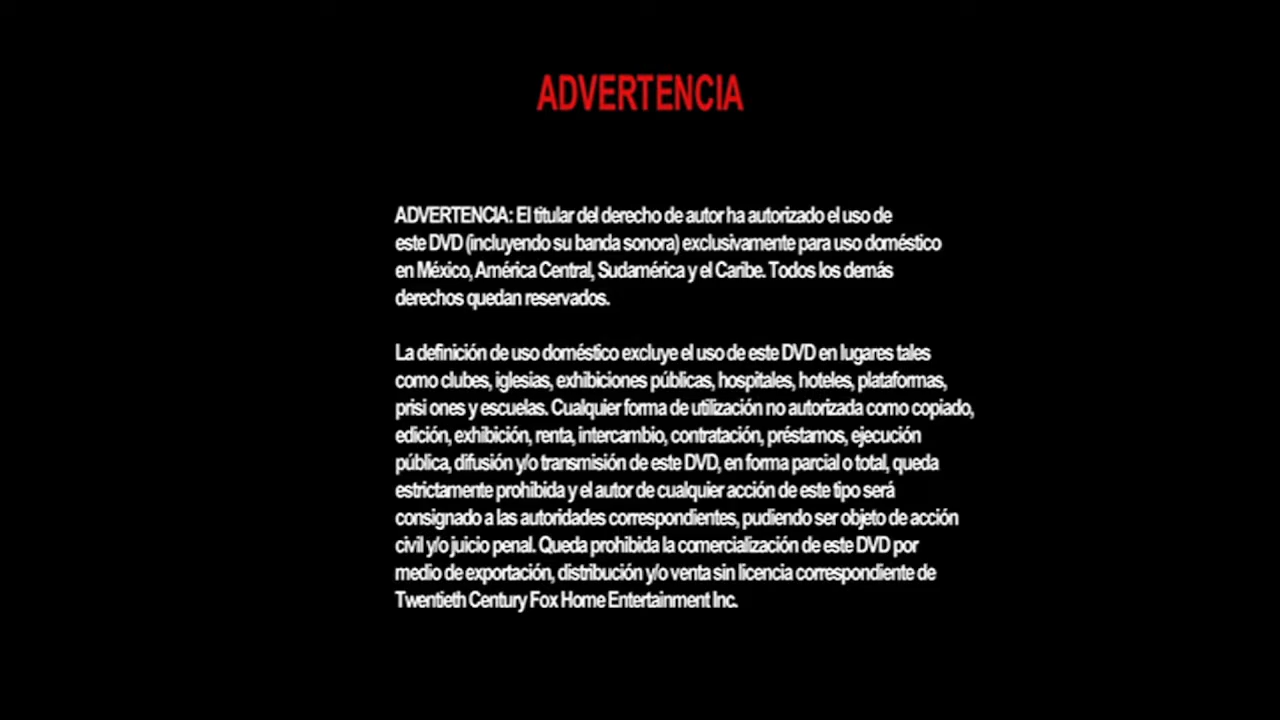 ADVERTENCIA
ADVERTENCIA: El titular del derecho de autor ha autorizado el uso de
este DVD (incluyendo su banda sonora) exclusivamente para uso doméstico
en México, América Central, Sudamérica y el Caribe. Todos los demás
derechos quedan reservados.
La definición de uso doméstico excluye el uso de este DVD en lugares tales
como clubes, iglesias, exhibiciones públicas, hospitales, hoteles, plataformas,
prisi ones y escuelas. Cualquier forma de utilización no autorizada como copiado,
edición, exhibición, renta, intercambio, contratación, préstamos, ejecución
pública, difusión y/o transmisión de este DVD, en forma parcial o total, queda
estrictamente prohibida y el autor de cualquier acción de este tipo será
consignado a las autoridades correspondientes, pudiendo ser objeto de acción
civil y/o juicio penal. Queda prohibida la comercialización de este DVD por
medio de exportación, distribución y/o venta sin licencia correspondiente de
Twentieth Century Fox Home Entertainment Inc.